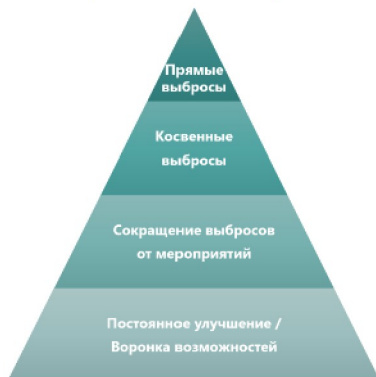 Прямые
выбросы
Косвенные
выбросы
Сокращение выбросов
от мероприятий
Постоянное улучшение /
Воронка возможностей